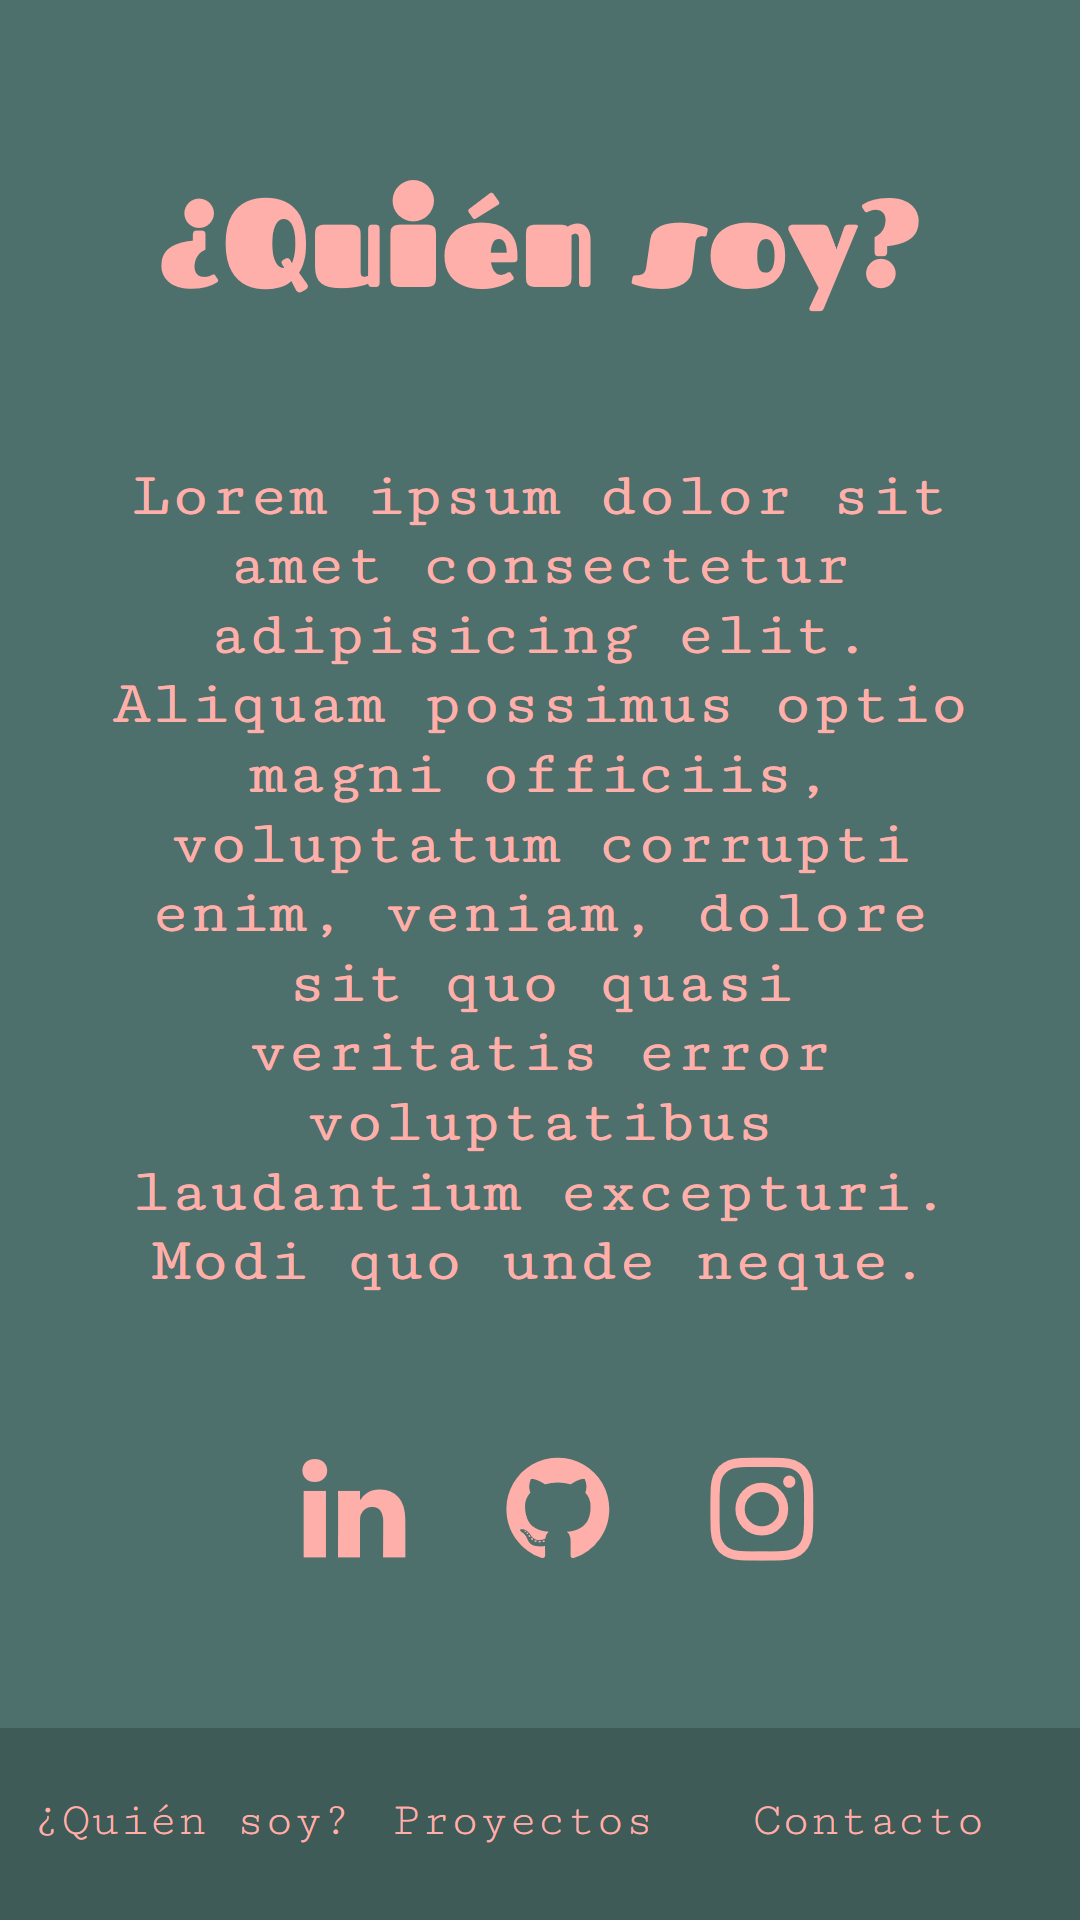 ¿Quién soy?
Lorem ipsum dolor sit
amet consectetur
adipisicing elit.
Aliquam possimus optio
magni officiis,
voluptatum corrupti
enim, veniam, dolore
sit quo quasi
veritatis error
voluptatibus
laudantium excepturi.
Modi quo unde neque.
in
¿Quién soy? Proyectos Contacto